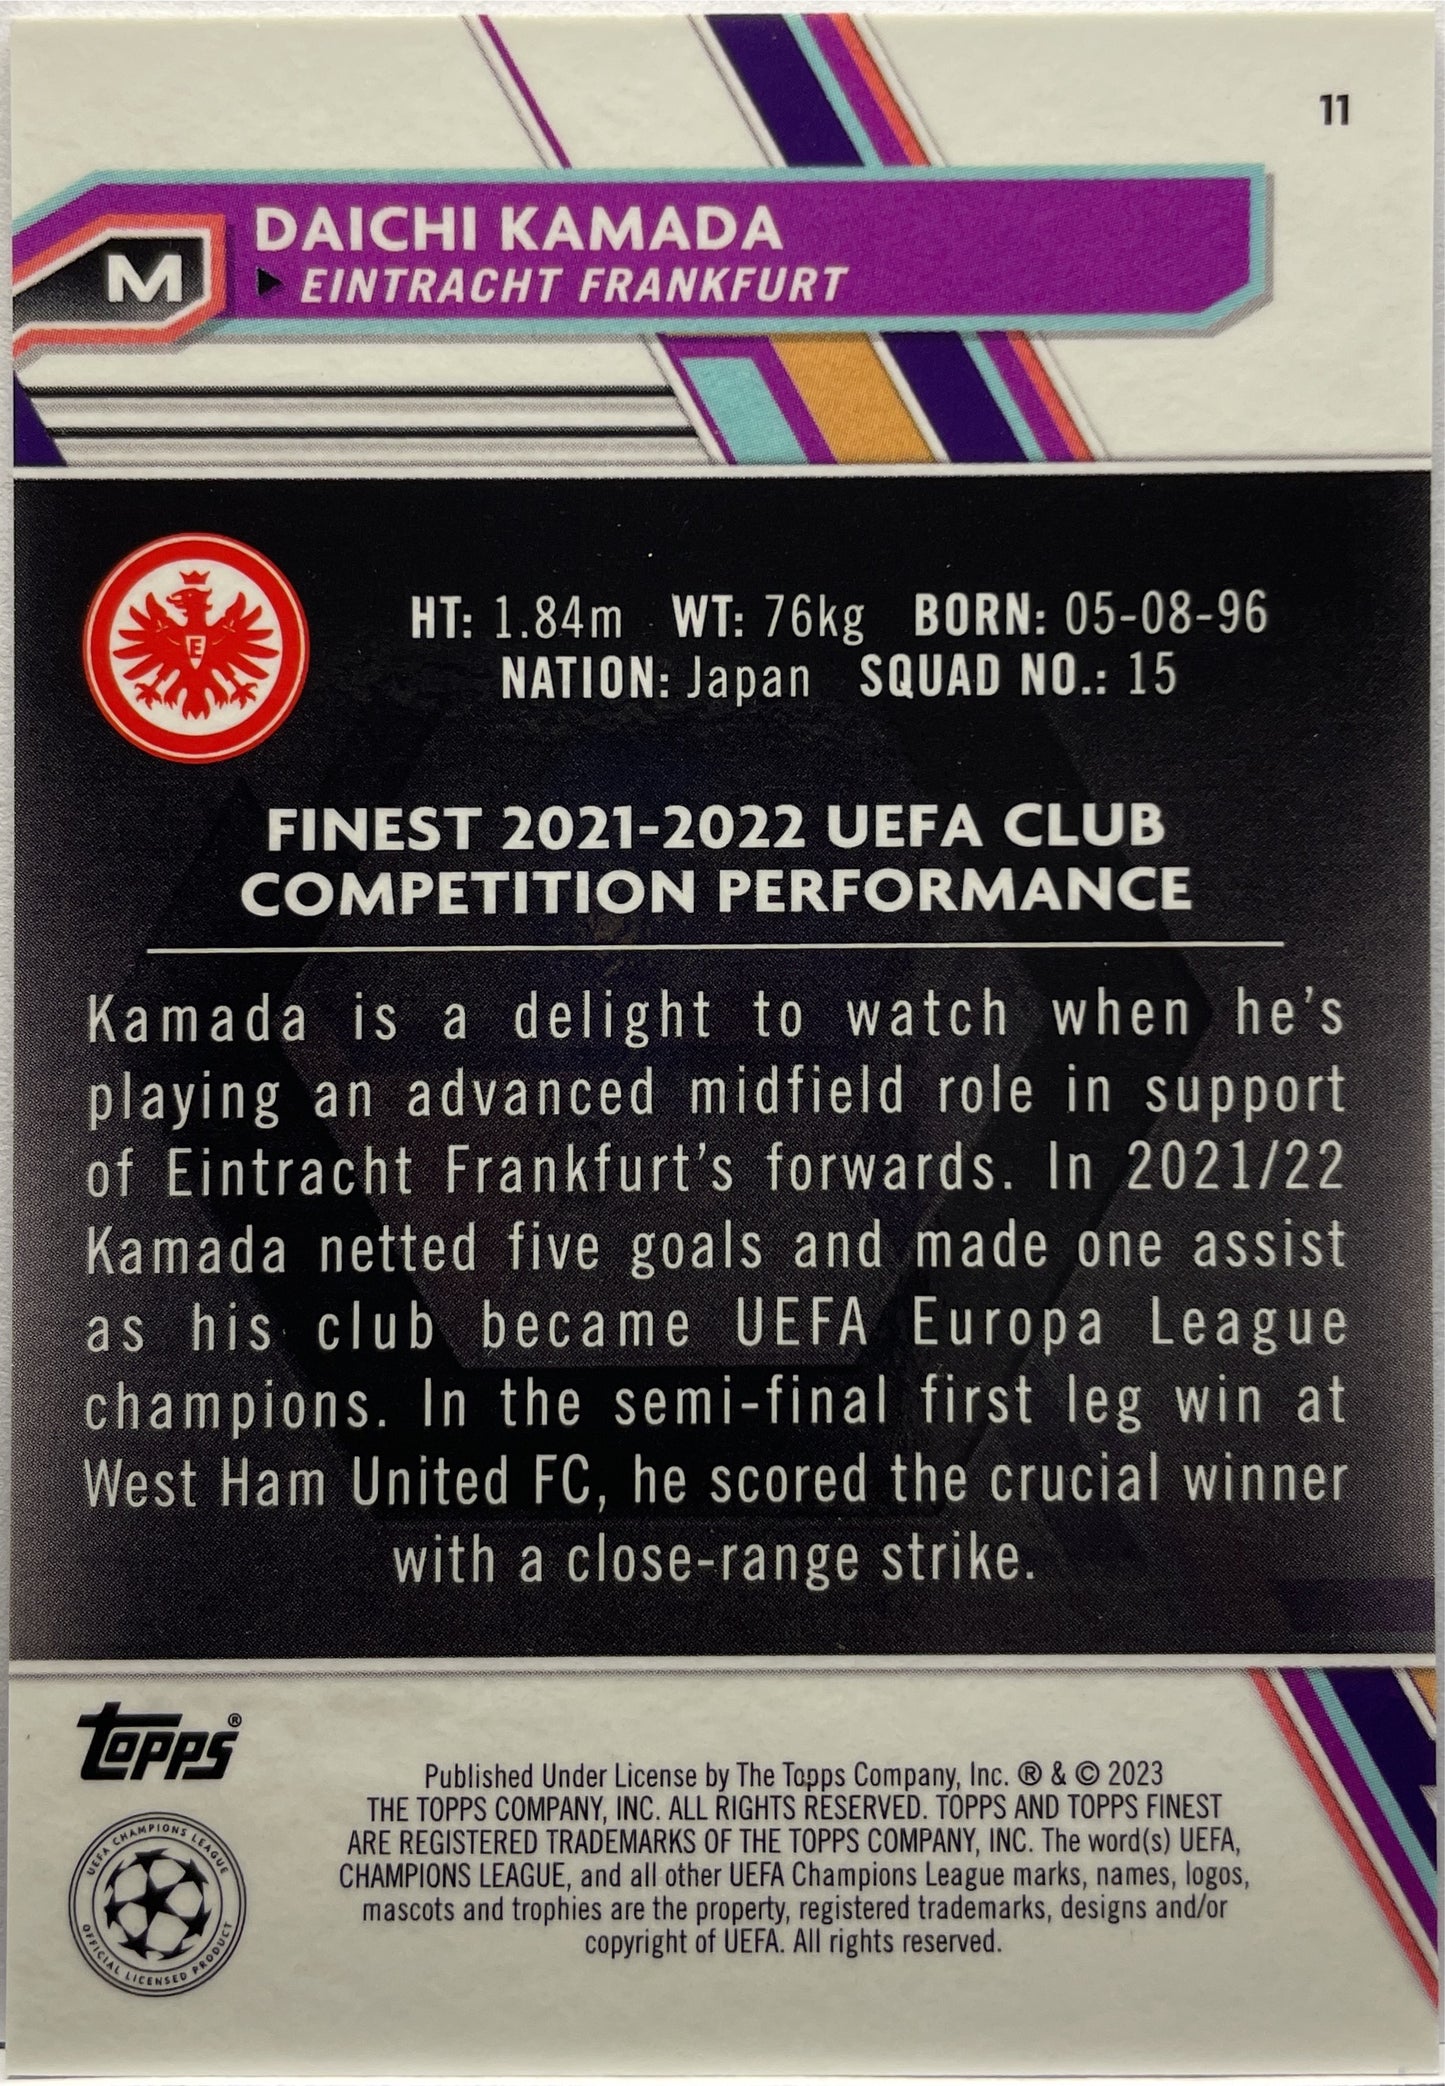 11
DAICHI KAMADA
M
EINTRACHT FRANKFURT
E
HT: 1.84m WT: 76kg BORN: 05-08-96
NATION: Japan SQUAD NO.: 15
FINEST 2021-2022 UEFA CLUB
COMPETITION PERFORMANCE
Kamada is a delight to watch when he's
playing an advanced midfield role in support
of Eintracht Frankfurt's forwards. In 2021/22
Kamada netted five goals and made one assist
as his club became UEFA Europa League
champions. In the semi-final first leg win at
West Ham United FC, he scored the crucial winner
with a close-range strike.
Topps®
Published Under License by The Topps Company, Inc. ® & © 2023
THE TOPPS COMPANY, INC. ALL RIGHTS RESERVED. TOPPS AND TOPPS FINEST
ARE REGISTERED TRADEMARKS OF THE TOPPS COMPANY, INC. The word(s) UEFA,
CHAMPIONS LEAGUE, and all other UEFA Champions League marks, names, logos,
mascots and trophies are the property, registered trademarks, designs and/or
copyright of UEFA. All rights reserved.
UEFA CHAMPIONS LEAGUE
OFFICIAL LICENSED PRODUCT